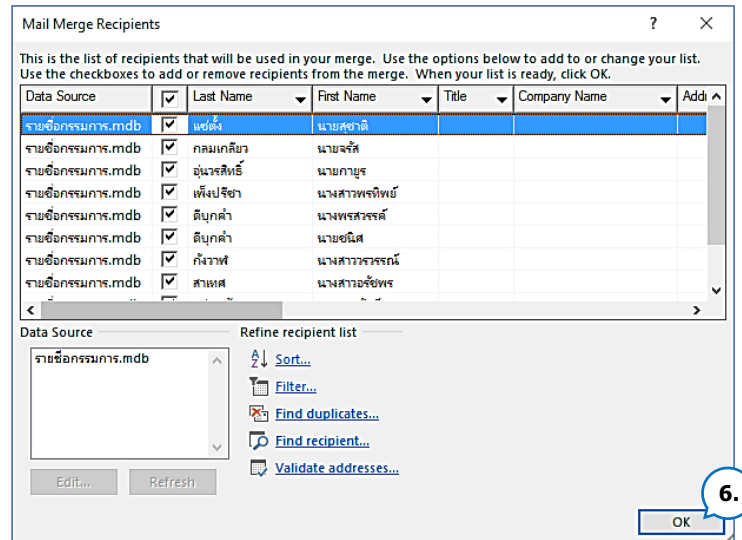 Mail Merge Recipients ? ×
This is the list of recipients that will be used in your merge. Use the options below to add to or change your list.
Use the checkboxes to add or remove recipients from the merge. When your list is ready, click OK.
Data Source Last Name First Name Title Company Name Addr
รายชื่อกรรมการ.mdb แซ่ตั้ง นายสุชาติ
รายชื่อกรรมการ.mdb กลมเกลียว นายจรัส
รายชื่อกรรมการ.mdb อุ่นวรสิทธิ์ นายกายูร
รายชื่อกรรมการ.mdb เพ็งปรีชา นางสาวพรทิพย์
รายชื่อกรรมการ.mdb ดีบุกคำ นางพรสวรรค์
รายชื่อกรรมการ.mdb ดีบุกคำ นายชนิศ
รายชื่อกรรมการ.mdb กังวาฬ นางสาววรวรรณ์
รายชื่อกรรมการ.mdb สาเทศ นางสาวอรัชพร
Data Source Refine recipient list
รายชื่อกรรมการ.mdb
Sort...
Filter...
Find duplicates...
Find recipient...
Validate addresses...
Edit... Refresh
6.
OK